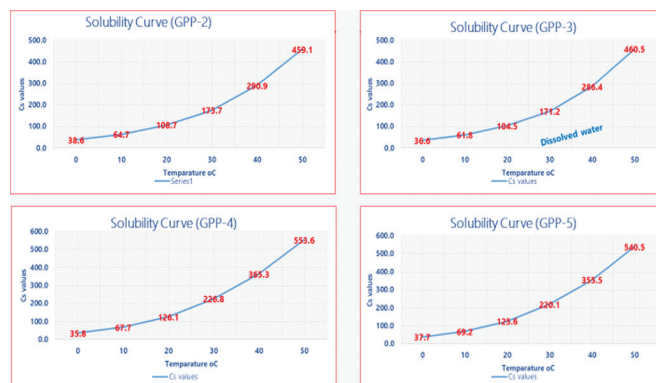 Solubility Curve (GPP-2)
500.0
459.1
400.0
300.0
290.9
200.0
175.7
100.0
108.7
64.7
38.6
0.0
Cs values
0 10 20 30 40 50
Temparature oC
Series1
Solubility Curve (GPP-3)
500.0
460.5
400.0
300.0
286.4
200.0
171.2
100.0
104.5
61.8
36.6
0.0
Cs values
Dissolved water
0 10 20 30 40 50
Temparature oC
Cs values
Solubility Curve (GPP-4)
600.0
553.6
500.0
400.0
365.3
300.0
226.8
200.0
126.1
100.0
67.7
35.8
0.0
Cs values
0 10 20 30 40 50
Temparature oC
Cs values
Solubility Curve (GPP-5)
600.0
540.5
500.0
400.0
353.5
300.0
220.1
200.0
125.6
100.0
69.2
37.7
0.0
Cs values
0 10 20 30 40 50
Temparature oC
Cs values